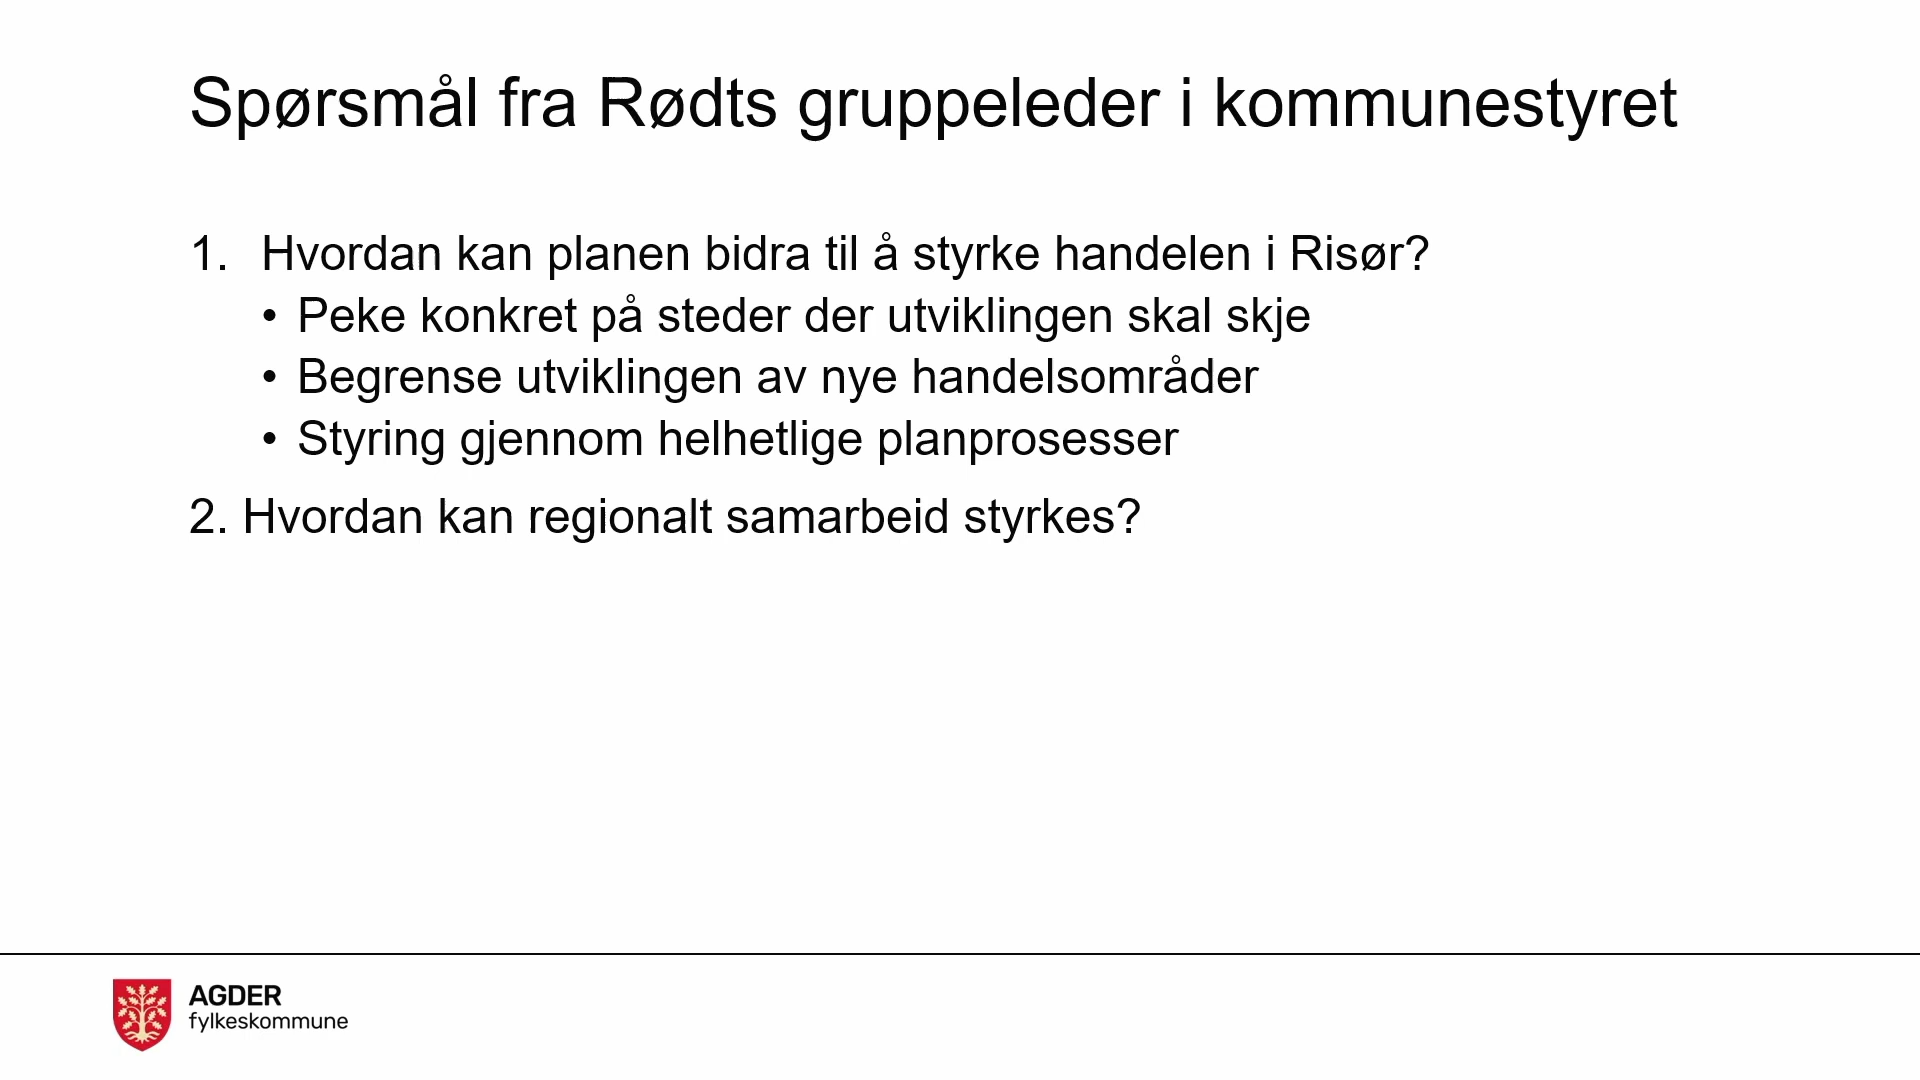 Spørsmål fra Rødts gruppeleder i kommunestyret
1. Hvordan kan planen bidra til å styrke handelen i Risør?
• Peke konkret på steder der utviklingen skal skje
• Begrense utviklingen av nye handelsområder
• Styring gjennom helhetlige planprosesser
2. Hvordan kan regionalt samarbeid styrkes?
AGDER
fylkeskommune